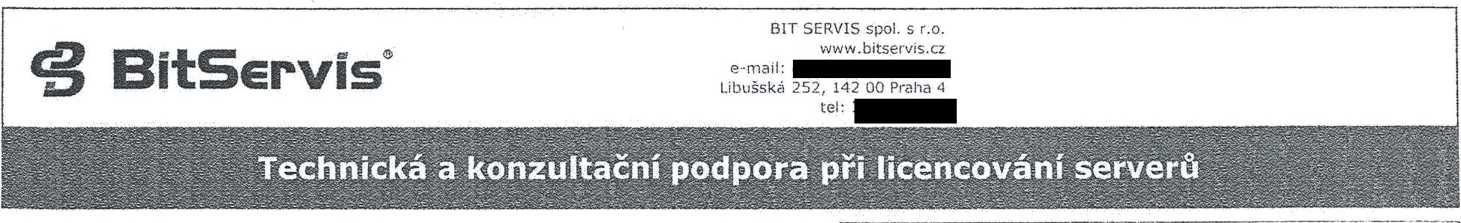 BitServis®
BIT SERVIS spol. s r.o.
www.bitservis.cz
e-mail:
Libušská 252, 142 00 Praha 4
tel:
Technická a konzultační podpora při licencování serverů